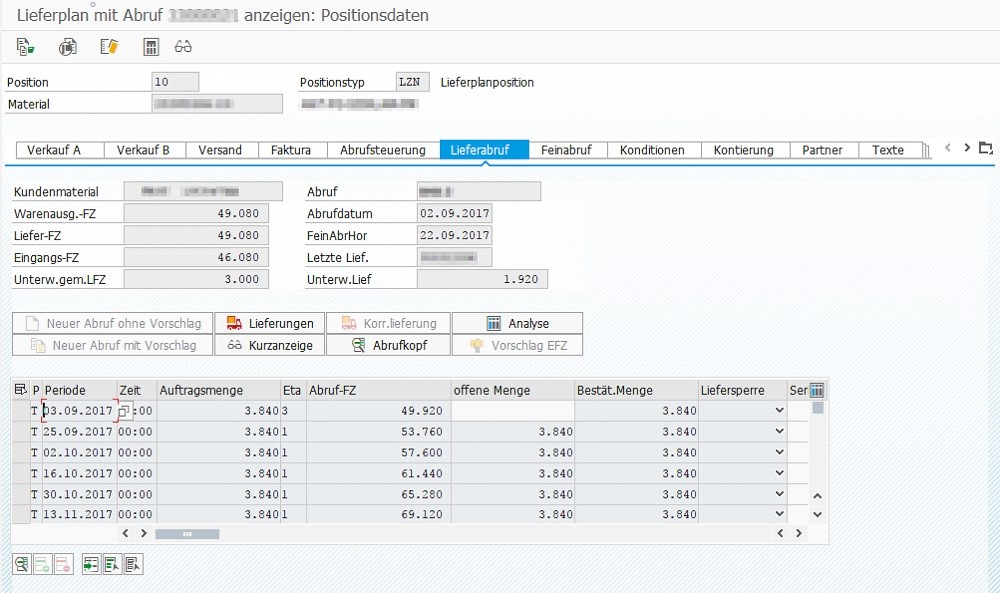 Lieferplan mit Abruf anzeigen: Positionsdaten
Position 10 Positionstyp LZN Lieferplanposition
Material
Verkauf A Verkauf B Versand Faktura Abrufsteuerung Lieferabruf Feinabruf Konditionen Kontierung Partner Texte
Kundenmaterial Abruf
Warenausg.-FZ 49.080 Abrufdatum 02.09.2017
Liefer-FZ 49.080 FeinAbrHor 22.09.2017
Eingangs-FZ 46.080 Letzte Lief.
Unterw.gem.LFZ 3.000 Unterw.Lief 1.920
Neuer Abruf ohne Vorschlag Lieferungen Korr.lieferung Analyse
Neuer Abruf mit Vorschlag Kurzanzeige Abrufkopf Vorschlag EFZ
P Periode Zeit Auftragsmenge Eta Abruf-FZ offene Menge Bestät.Menge Liefersperre Ser
T 03.09.2017 :00 3.840 3 49.920 3.840
T 25.09.2017 00:00 3.840 1 53.760 3.840 3.840
T 02.10.2017 00:00 3.840 1 57.600 3.840 3.840
T 16.10.2017 00:00 3.840 1 61.440 3.840 3.840
T 30.10.2017 00:00 3.840 1 65.280 3.840 3.840
T 13.11.2017 00:00 3.840 1 69.120 3.840 3.840